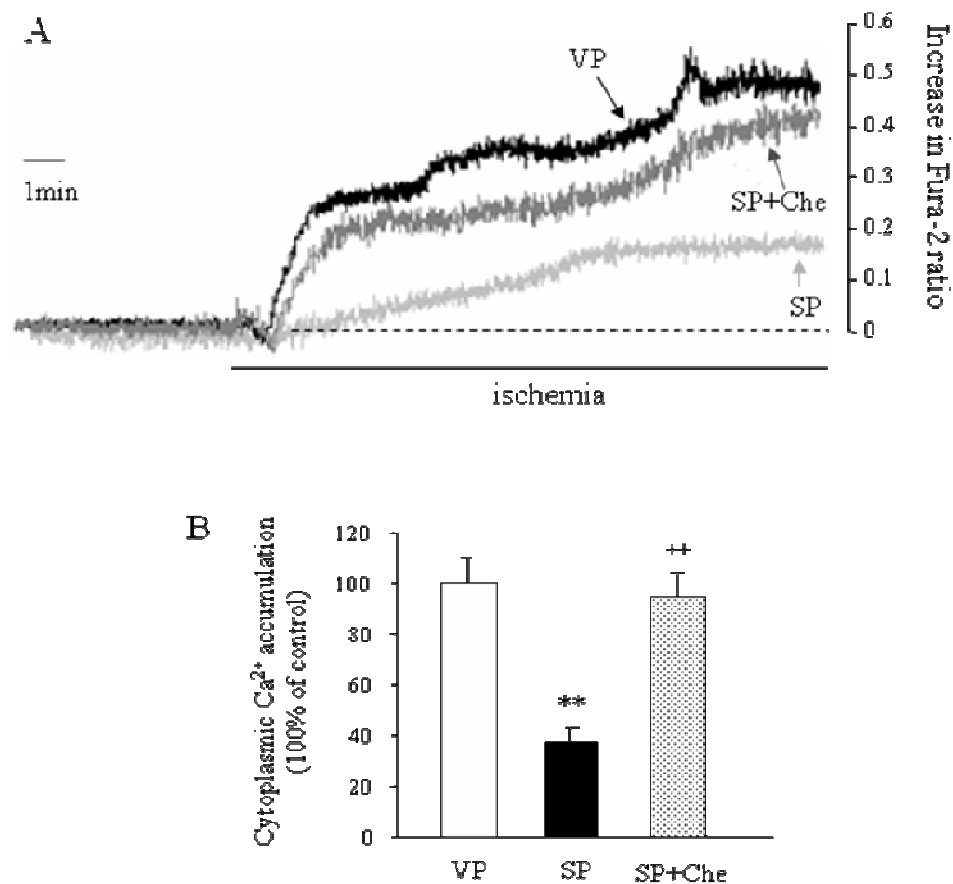 A
VP
1min
SP+Che
SP
0.6
0.5
0.4
0.3
0.2
0.1
0
Increase in Fura-2 ratio
ischemia
B
Cytoplasmic Ca²⁺ accumulation
(100% of control)
120
100
80
60
40
20
0
**
++
VP
SP
SP+Che